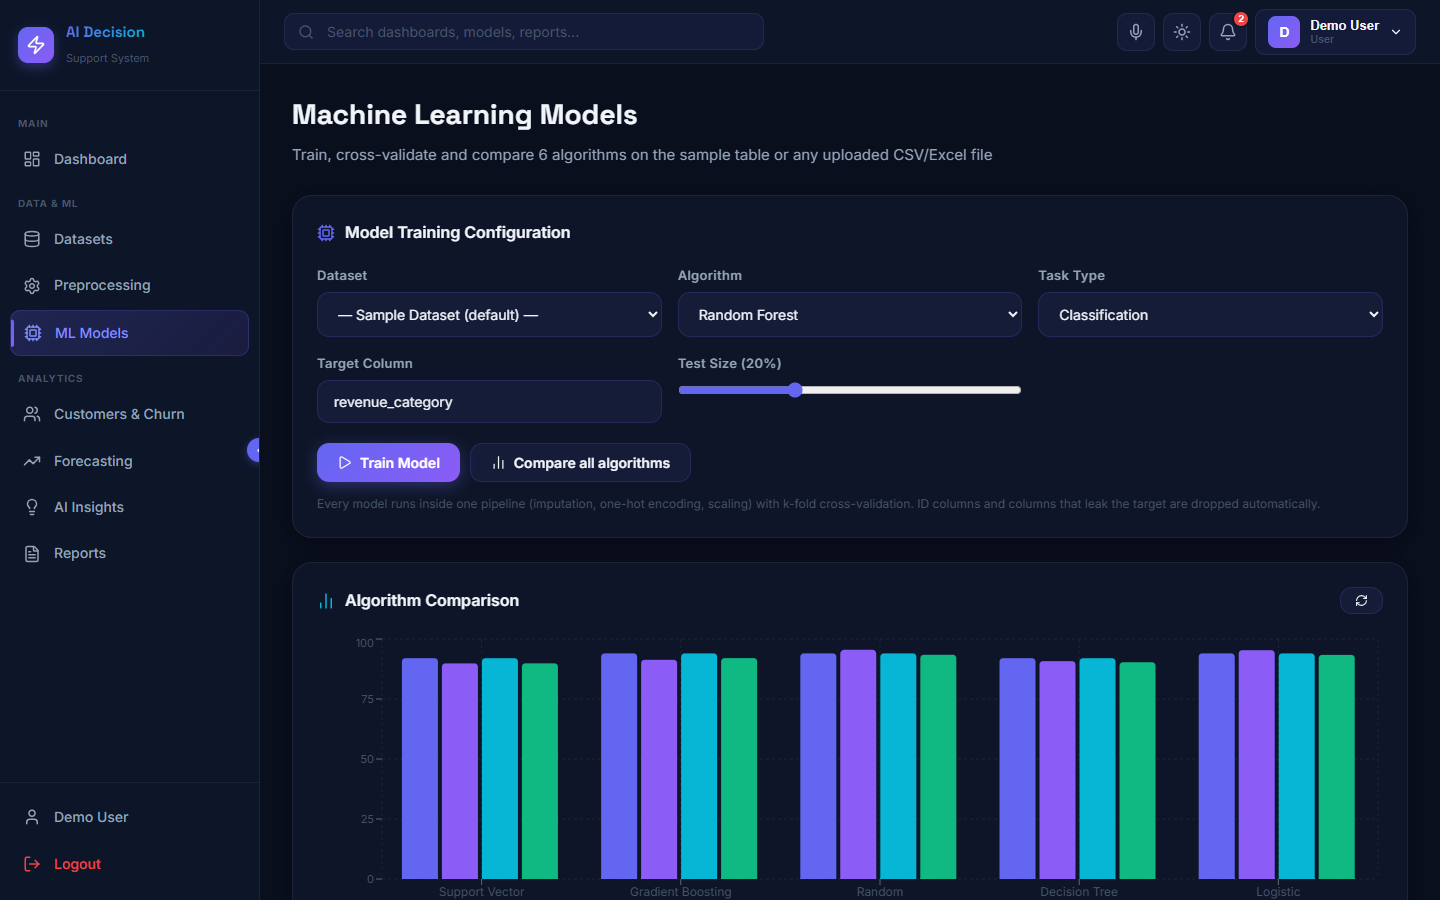 AI Decision
Support System
Search dashboards, models, reports...
2
D
Demo User
User
MAIN
Dashboard
DATA & ML
Datasets
Preprocessing
ML Models
ANALYTICS
Customers & Churn
Forecasting
AI Insights
Reports
Demo User
Logout
Machine Learning Models
Train, cross-validate and compare 6 algorithms on the sample table or any uploaded CSV/Excel file
Model Training Configuration
Dataset
Algorithm
Task Type
— Sample Dataset (default) —
Random Forest
Classification
Target Column
Test Size (20%)
revenue_category
Train Model
Compare all algorithms
Every model runs inside one pipeline (imputation, one-hot encoding, scaling) with k-fold cross-validation. ID columns and columns that leak the target are dropped automatically.
Algorithm Comparison
100
75
50
25
0
Support Vector
Gradient Boosting
Random
Decision Tree
Logistic